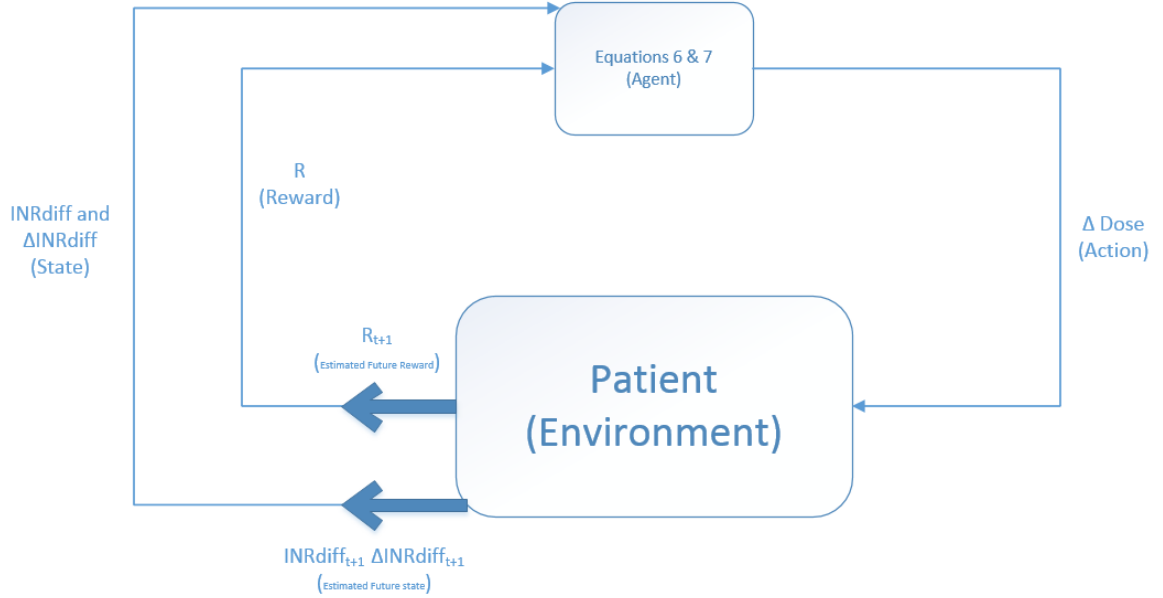 Equations 6 & 7
(Agent)
R
(Reward)
INRdiff and
ΔINRdiff
(State)
Δ Dose
(Action)
Rt+1
(Estimated Future Reward)
Patient
(Environment)
INRdifft+1 ΔINRdifft+1
(Estimated Future state)